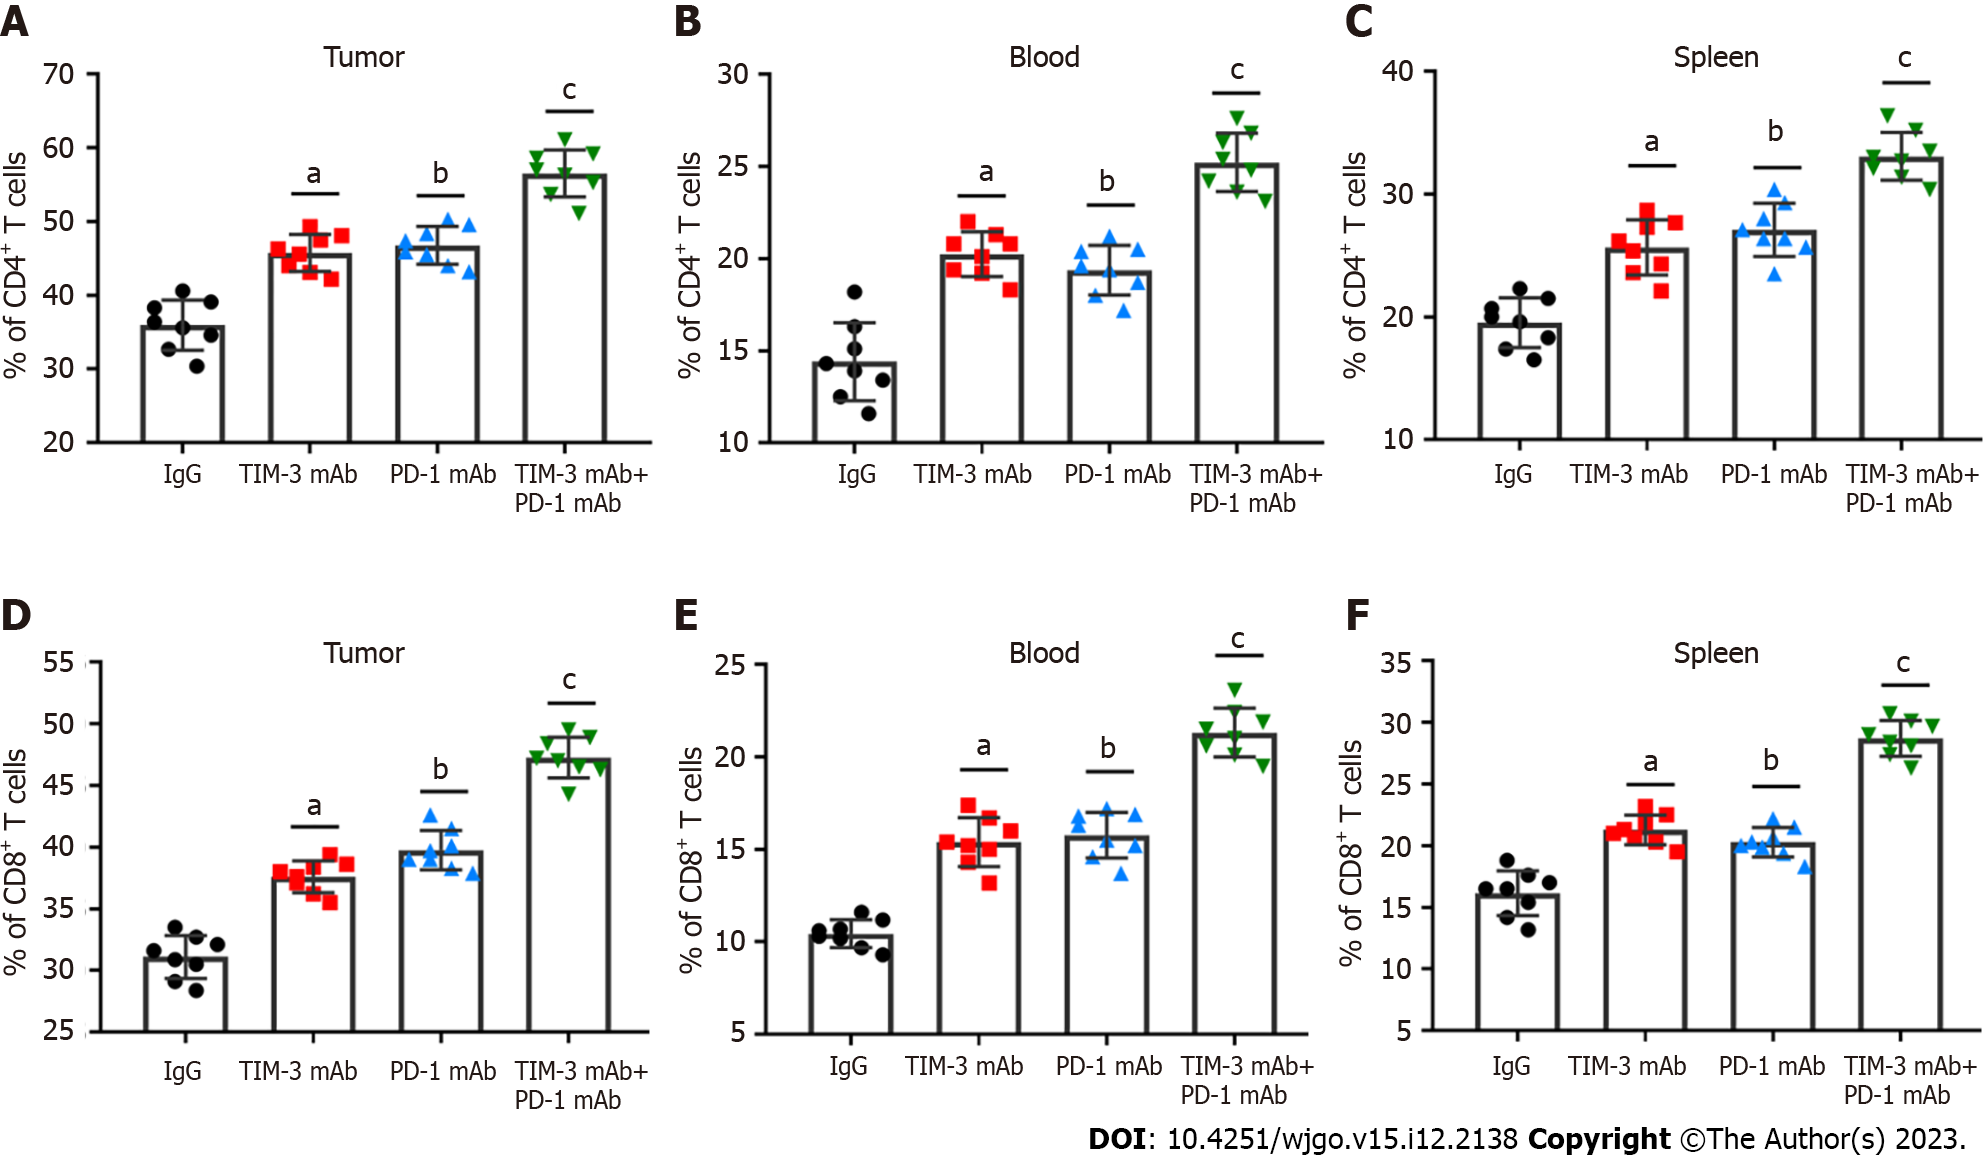 A
Tumor
% of CD4⁺ T cells
70
60
50
40
30
20
a
b
c
IgG
TIM-3 mAb
PD-1 mAb
TIM-3 mAb+
PD-1 mAb
B
Blood
% of CD4⁺ T cells
30
25
20
15
10
a
b
c
IgG
TIM-3 mAb
PD-1 mAb
TIM-3 mAb+
PD-1 mAb
C
Spleen
% of CD4⁺ T cells
40
30
20
10
a
b
c
IgG
TIM-3 mAb
PD-1 mAb
TIM-3 mAb+
PD-1 mAb
D
Tumor
% of CD8⁺ T cells
55
50
45
40
35
30
25
a
b
c
IgG
TIM-3 mAb
PD-1 mAb
TIM-3 mAb+
PD-1 mAb
E
Blood
% of CD8⁺ T cells
25
20
15
10
5
a
b
c
IgG
TIM-3 mAb
PD-1 mAb
TIM-3 mAb+
PD-1 mAb
F
Spleen
% of CD8⁺ T cells
35
30
25
20
15
10
5
a
b
c
IgG
TIM-3 mAb
PD-1 mAb
TIM-3 mAb+
PD-1 mAb
DOI: 10.4251/wjgo.v15.i12.2138 Copyright ©The Author(s) 2023.